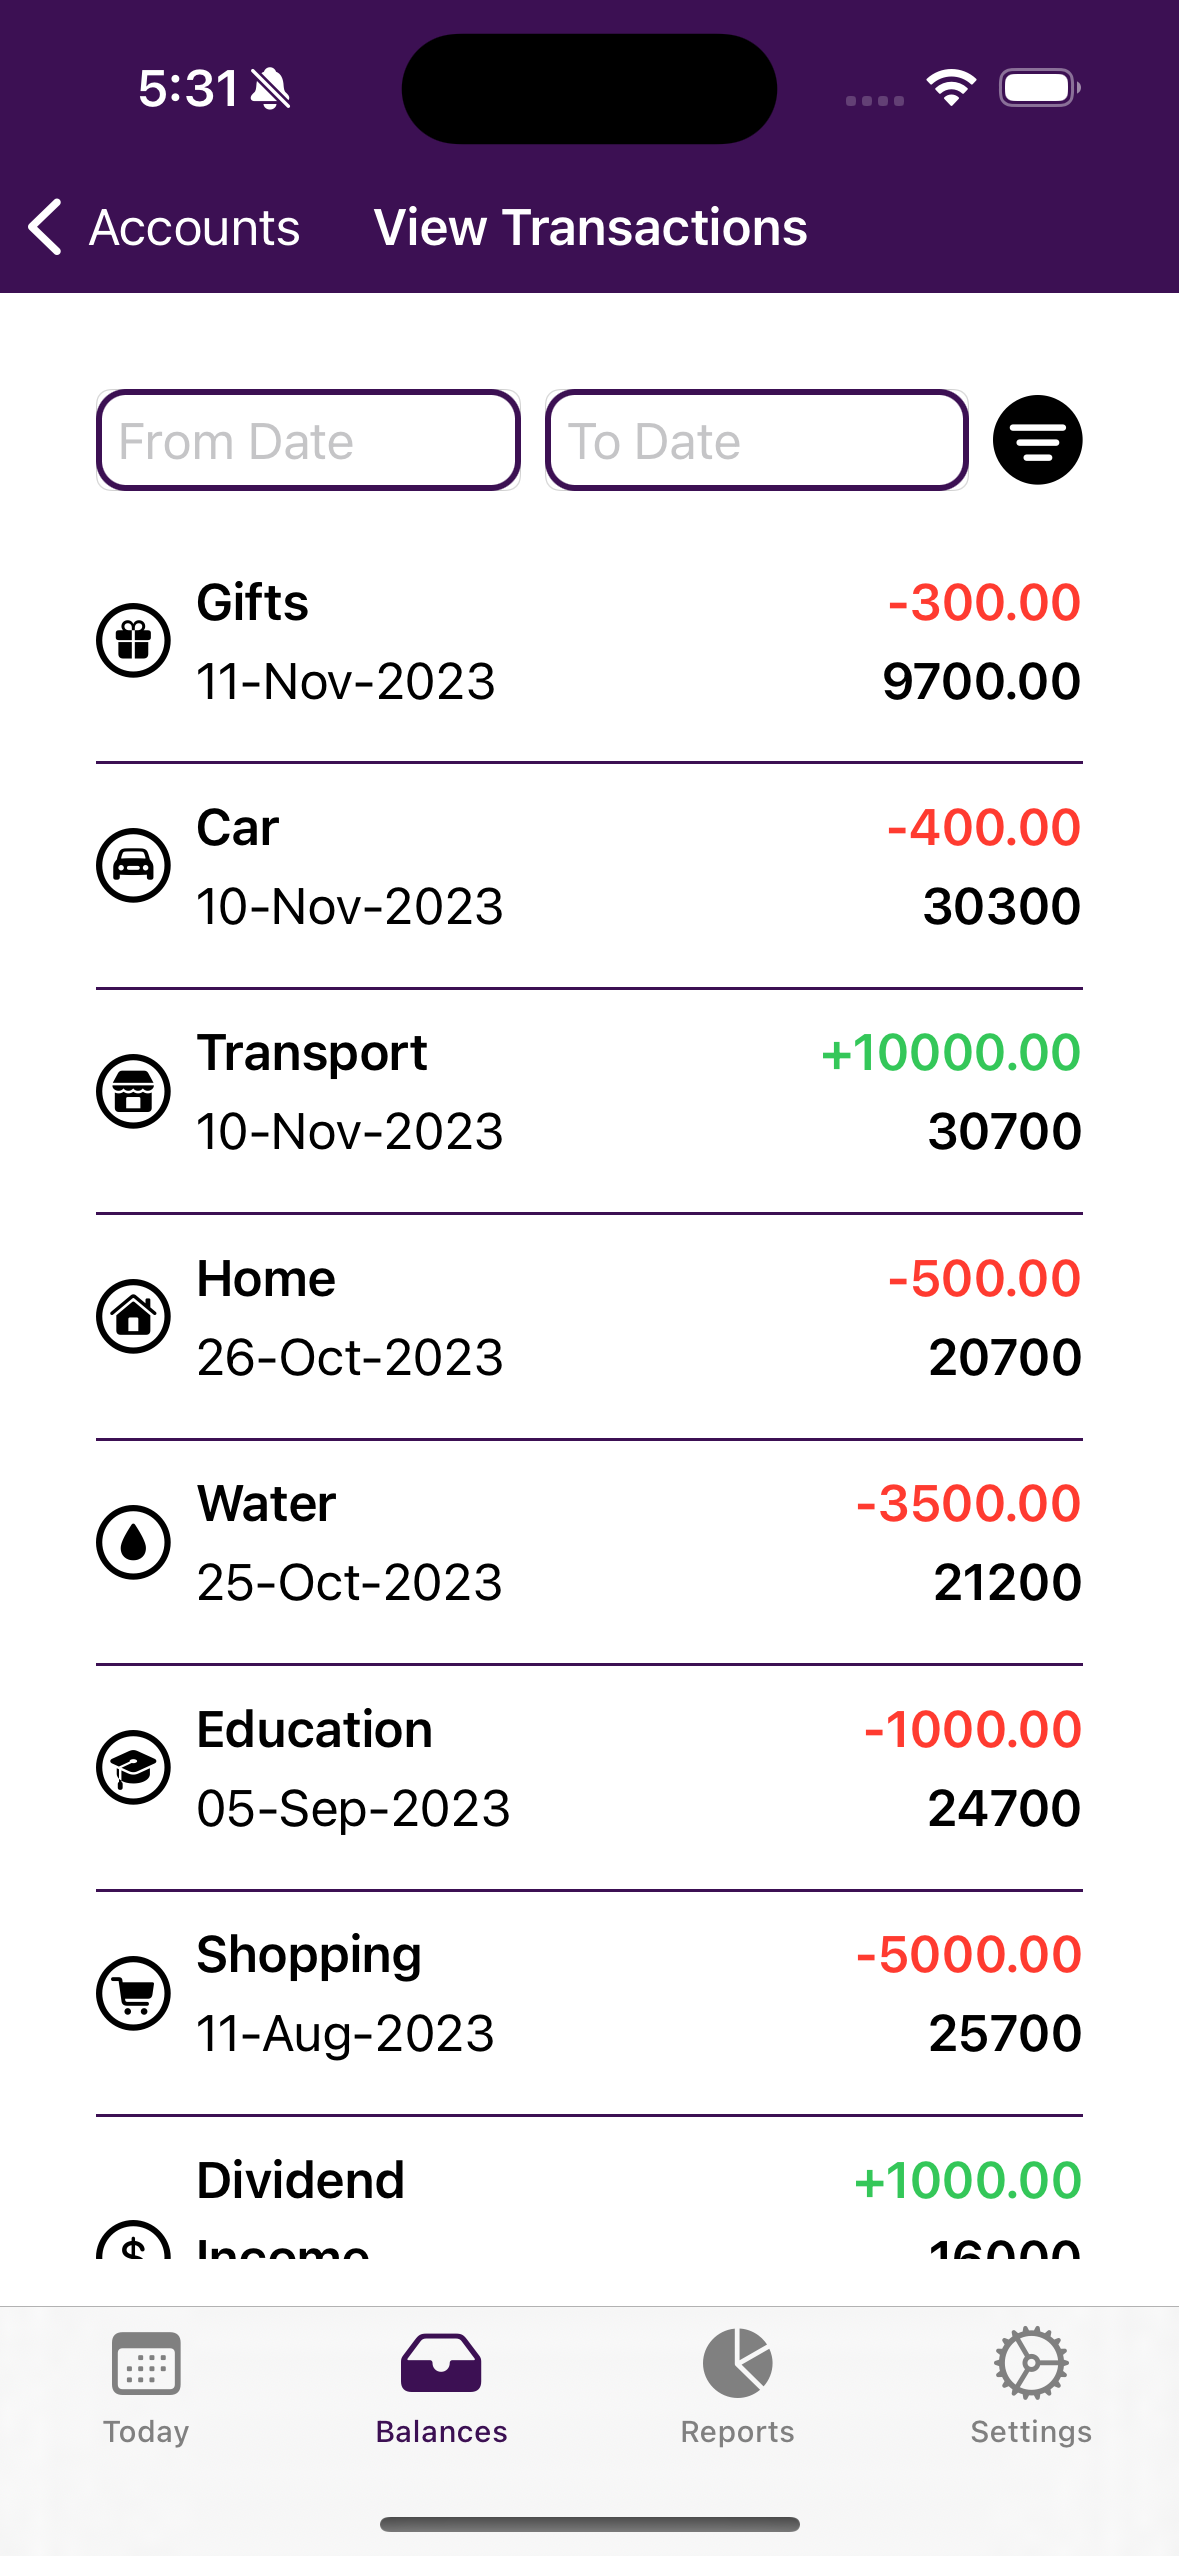 5:31
Accounts View Transactions
From Date To Date
Gifts -300.00
11-Nov-2023 9700.00
Car -400.00
10-Nov-2023 30300
Transport +10000.00
10-Nov-2023 30700
Home -500.00
26-Oct-2023 20700
Water -3500.00
25-Oct-2023 21200
Education -1000.00
05-Sep-2023 24700
Shopping -5000.00
11-Aug-2023 25700
Dividend +1000.00
Income 16000
Today Balances Reports Settings